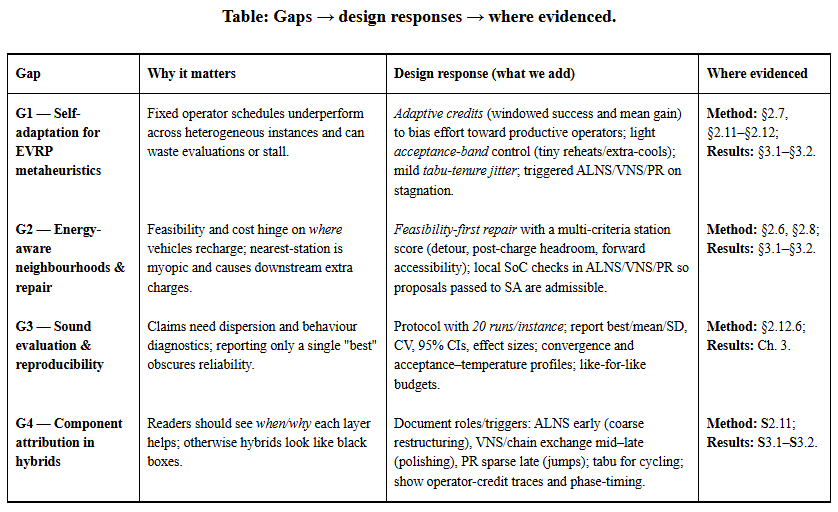 Table: Gaps → design responses → where evidenced.
Gap
Why it matters
Design response (what we add)
Where evidenced
G1 — Self-
adaptation for
EVRP
metaheuristics
Fixed operator schedules underperform
across heterogeneous instances and can
waste evaluations or stall.
Adaptive credits (windowed success and mean gain)
to bias effort toward productive operators; light
acceptance-band control (tiny reheats/extra-cools);
mild tabu-tenure jitter; triggered ALNS/VNS/PR on
stagnation.
Method: §2.7,
§2.11–§2.12;
Results: §3.1–§3.2.
G2 — Energy-
aware
neighbourhoods &
repair
Feasibility and cost hinge on where
vehicles recharge; nearest-station is
myopic and causes downstream extra
charges.
Feasibility-first repair with a multi-criteria station
score (detour, post-charge headroom, forward
accessibility); local SoC checks in ALNS/VNS/PR so
proposals passed to SA are admissible.
Method: §2.6, §2.8;
Results: §3.1–§3.2.
G3 — Sound
evaluation &
reproducibility
Claims need dispersion and behaviour
diagnostics; reporting only a single "best"
obscures reliability.
Protocol with 20 runs/instance; report best/mean/SD,
CV, 95% CIs, effect sizes; convergence and
acceptance–temperature profiles; like-for-like
budgets.
Method: §2.12.6;
Results: Ch. 3.
G4 — Component
attribution in
hybrids
Readers should see when/why each layer
helps; otherwise hybrids look like black
boxes.
Document roles/triggers: ALNS early (coarse
restructuring), VNS/chain exchange mid–late
(polishing), PR sparse late (jumps); tabu for cycling;
show operator-credit traces and phase-timing.
Method: S2.11;
Results: S3.1–S3.2.